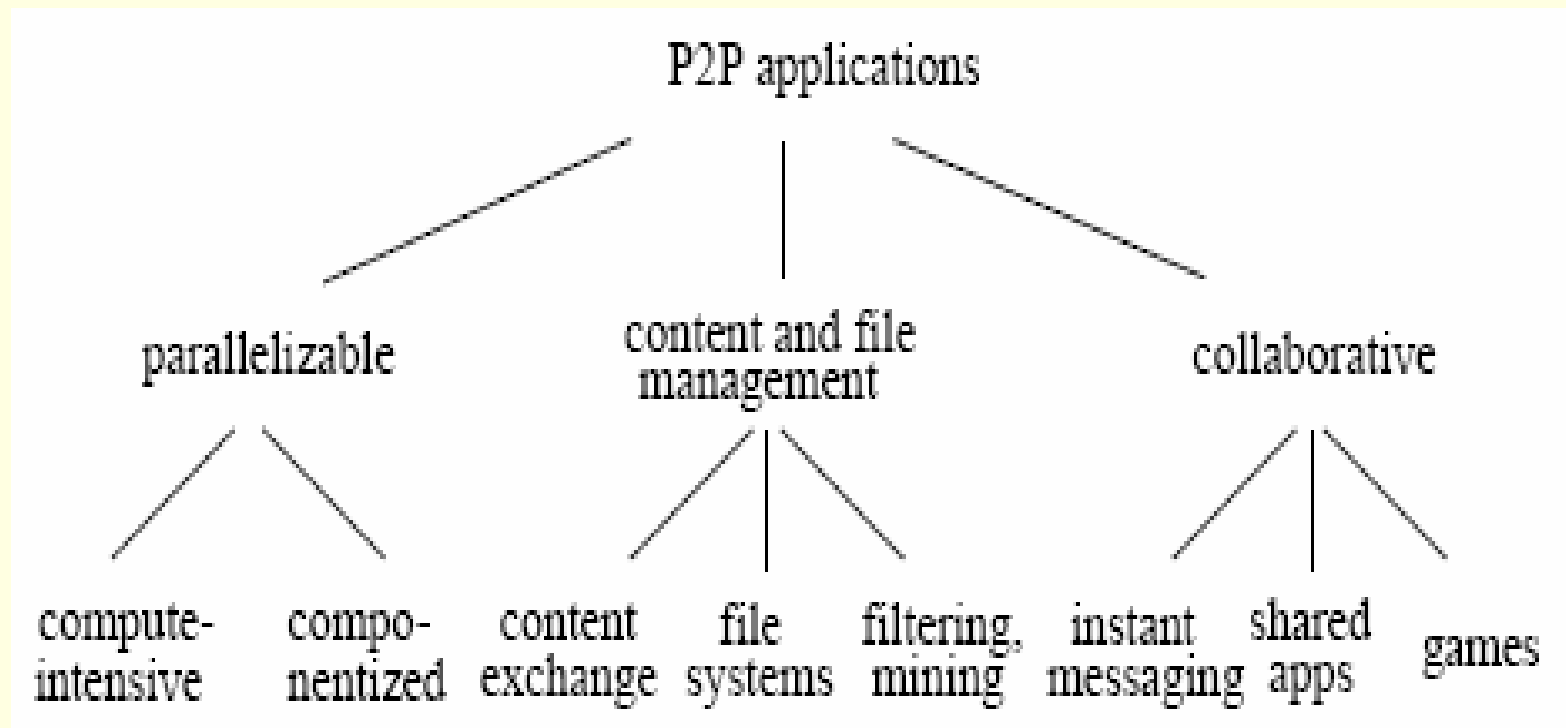 P2P applications
parallelizable
content and file
management
collaborative
compute-
intensive
compo-
nentized
content
exchange
file
systems
filtering,
mining
instant
messaging
shared
apps
games